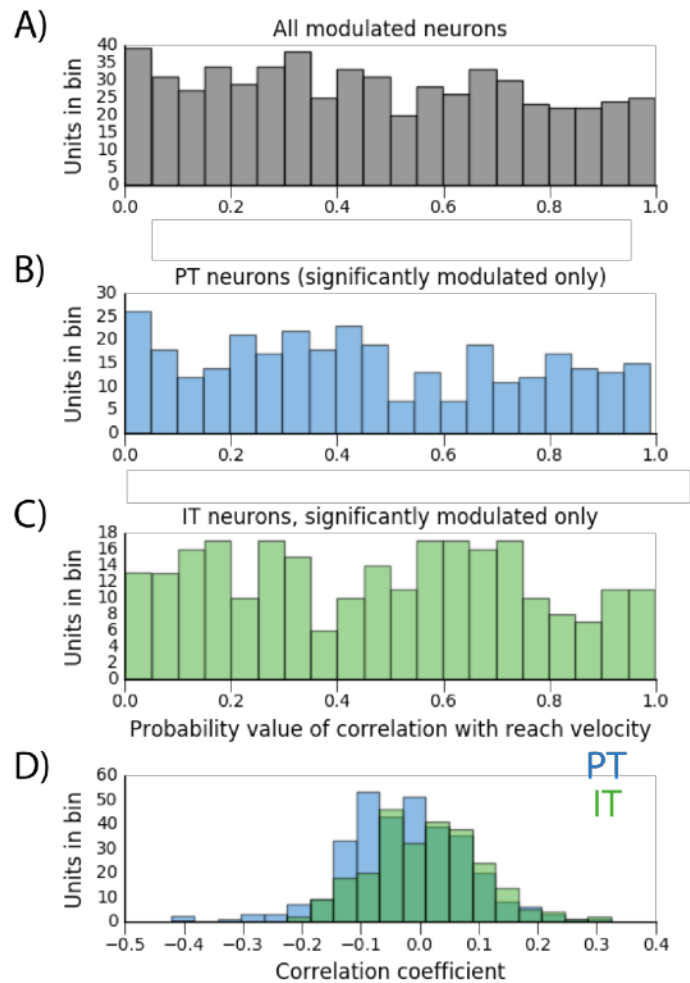 A)
All modulated neurons
Units in bin
40
35
30
25
20
15
10
5
0
0.0 0.2 0.4 0.6 0.8 1.0
B)
PT neurons (significantly modulated only)
Units in bin
30
25
20
15
10
5
0
0.0 0.2 0.4 0.6 0.8 1.0
C)
IT neurons, significantly modulated only
Units in bin
18
16
14
12
10
8
6
4
2
0
0.0 0.2 0.4 0.6 0.8 1.0
Probability value of correlation with reach velocity
D)
PT
IT
Units in bin
60
50
40
30
20
10
0
−0.5 −0.4 −0.3 −0.2 −0.1 0.0 0.1 0.2 0.3 0.4
Correlation coefficient